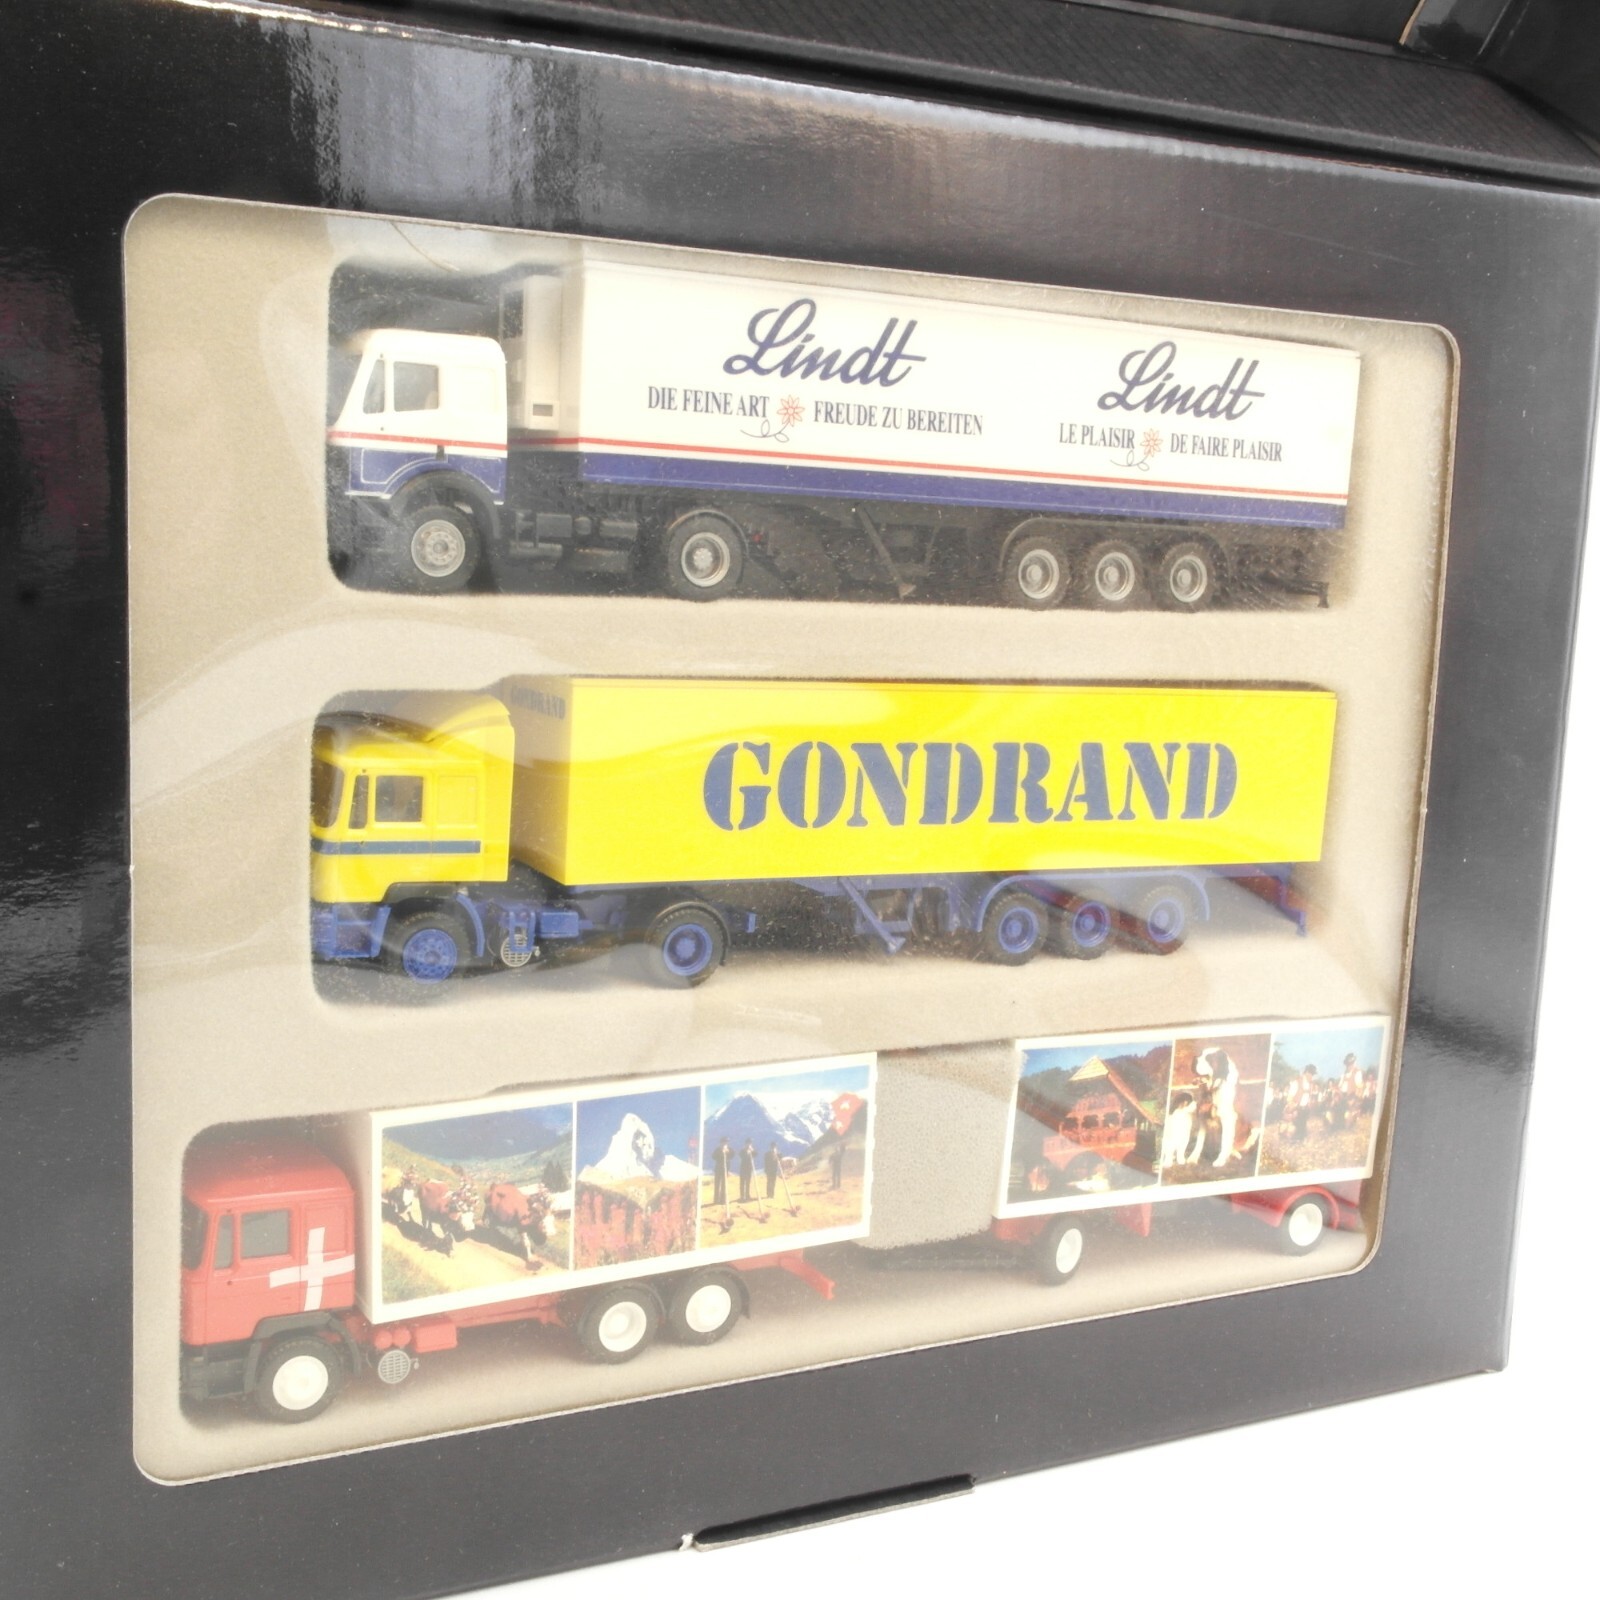 Lindt
DIE FEINE ART FREUDE ZU BEREITEN
Lindt
LE PLAISIR DE FAIRE PLAISIR
GONDRAND
GONDRAND